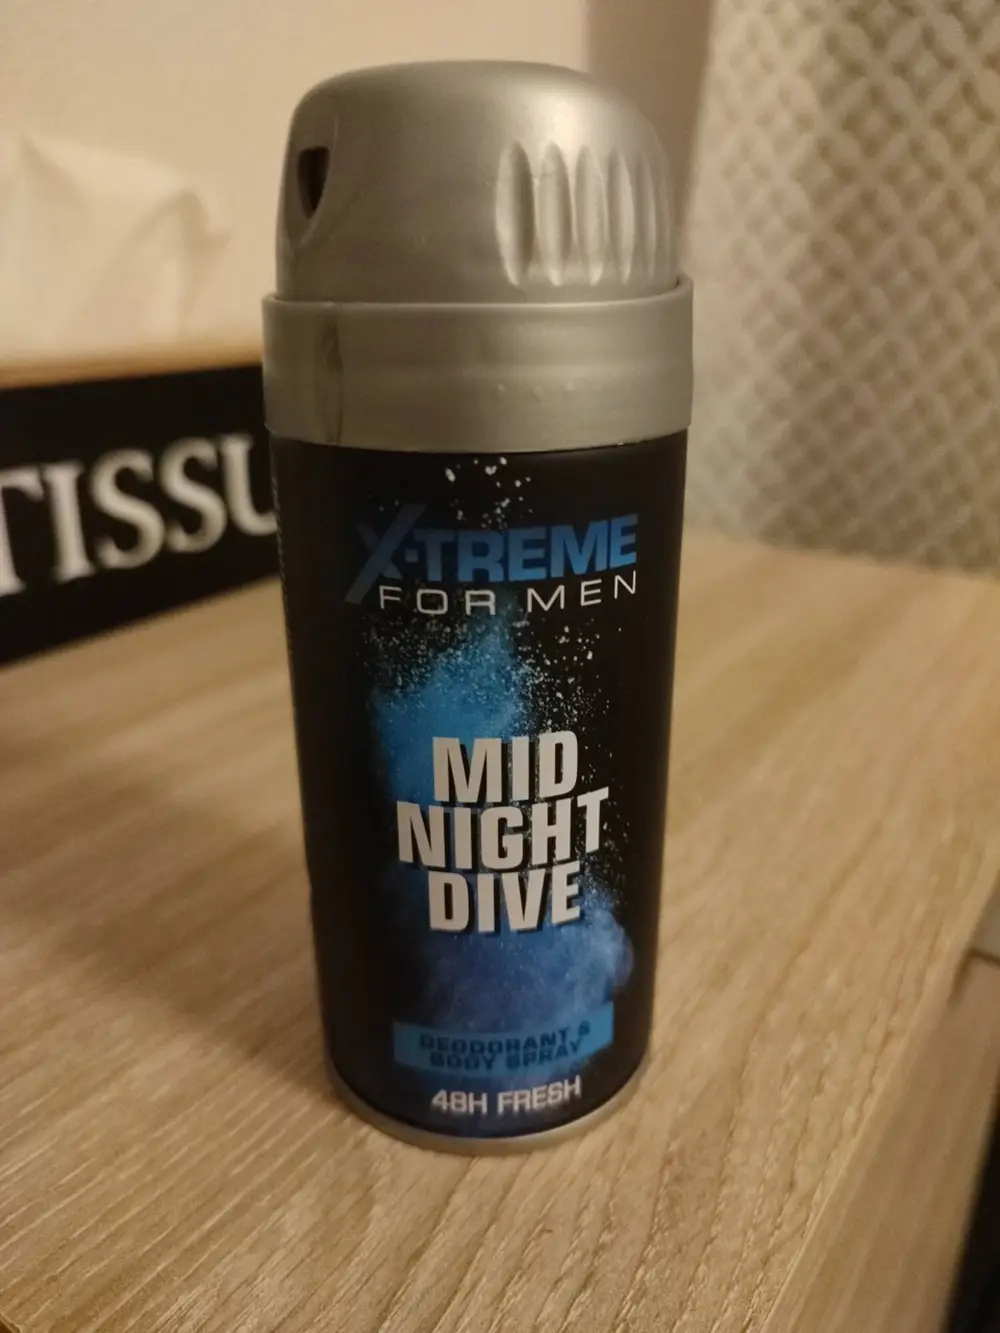 TISSU
X-TREME
FOR MEN
MID
NIGHT
DIVE
DEODORANT &
BODY SPRAY
48H FRESH